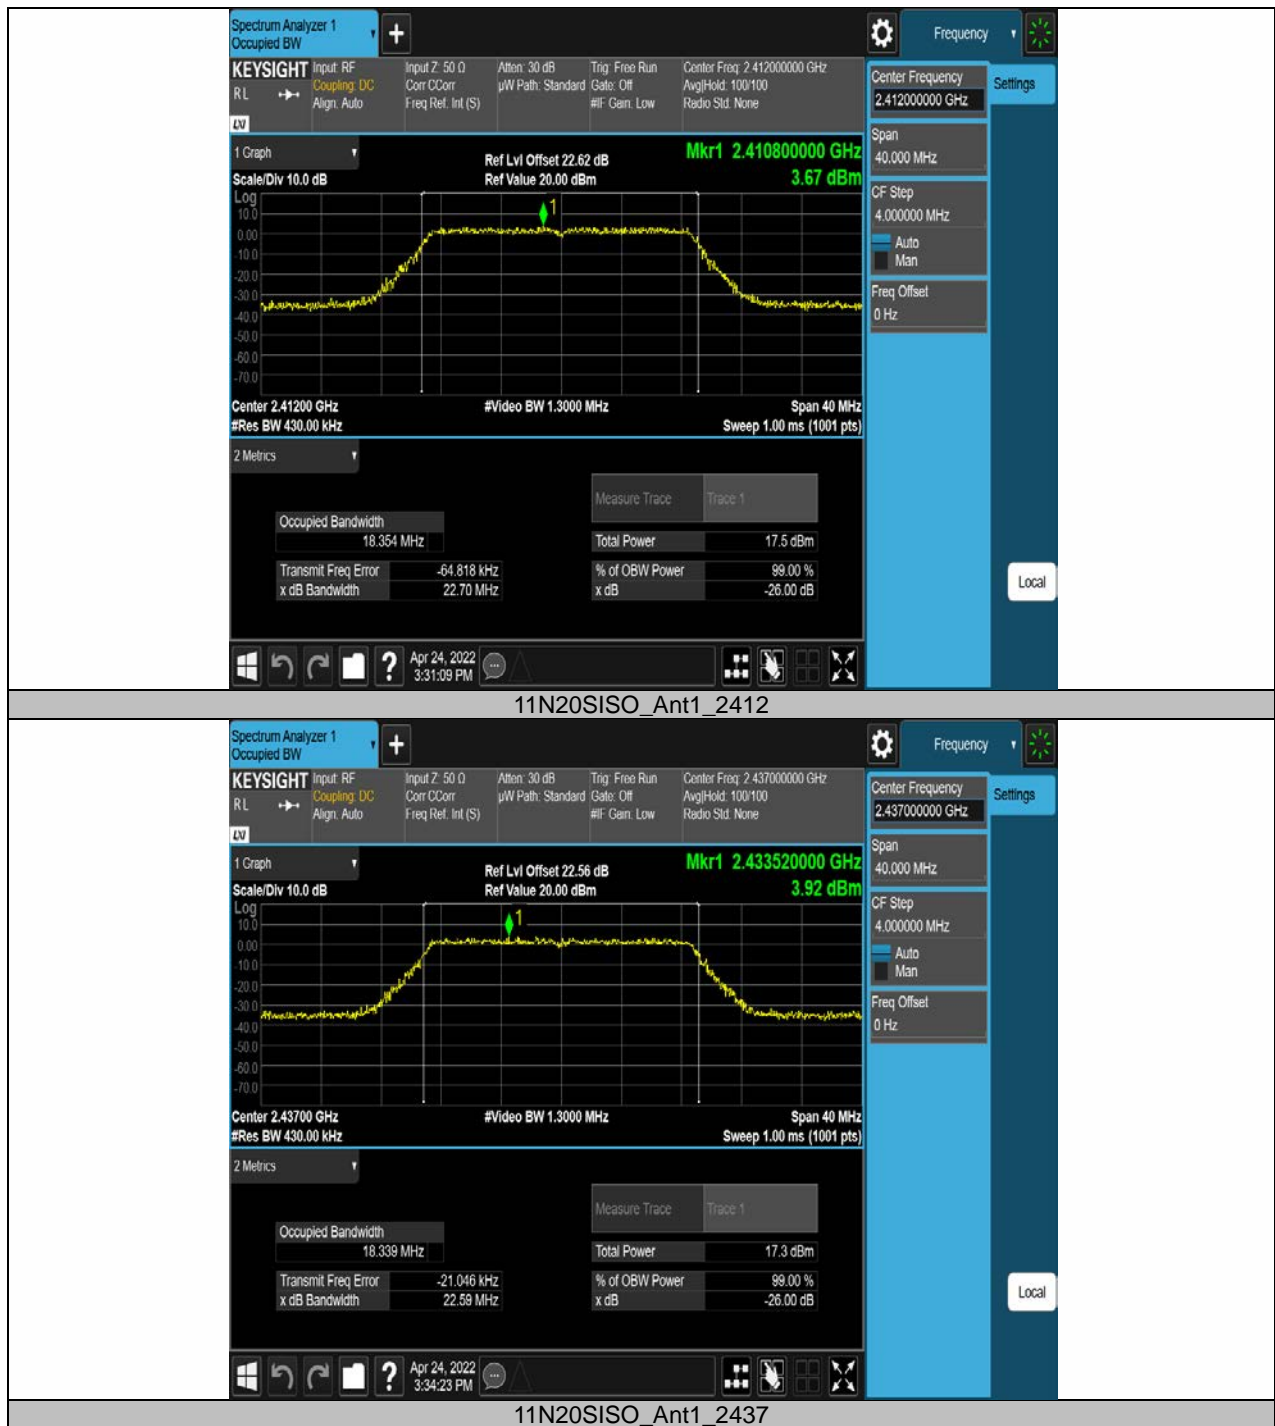 Spectrum Analyzer 1
Occupied BW
+
Frequency
KEYSIGHT
RL
LXI
Input: RF
Coupling: DC
Align: Auto
Input Z: 50 Ω
Corr CCorr
Freq Ref: Int (S)
Atten: 30 dB
µW Path: Standard
Trig: Free Run
Gate: Off
#IF Gain: Low
Center Freq: 2.412000000 GHz
Avg|Hold: 100/100
Radio Std: None
Center Frequency
2.412000000 GHz
Settings
Span
40.000 MHz
CF Step
4.000000 MHz
Auto
Man
Freq Offset
0 Hz
Local
1 Graph
Scale/Div 10.0 dB
Ref Lvl Offset 22.62 dB
Ref Value 20.00 dBm
Mkr1 2.410800000 GHz
3.67 dBm
Log
10.0
0.00
-10.0
-20.0
-30.0
-40.0
-50.0
-60.0
-70.0
1
Center 2.41200 GHz
#Res BW 430.00 kHz
#Video BW 1.3000 MHz
Span 40 MHz
Sweep 1.00 ms (1001 pts)
2 Metrics
Measure Trace Trace 1
Occupied Bandwidth
18.354 MHz
Total Power 17.5 dBm
Transmit Freq Error -64.818 kHz
% of OBW Power 99.00 %
x dB Bandwidth 22.70 MHz
x dB -26.00 dB
?
Apr 24, 2022
3:31:09 PM
11N20SISO_Ant1_2412
Spectrum Analyzer 1
Occupied BW
+
Frequency
KEYSIGHT
RL
LXI
Input: RF
Coupling: DC
Align: Auto
Input Z: 50 Ω
Corr CCorr
Freq Ref: Int (S)
Atten: 30 dB
µW Path: Standard
Trig: Free Run
Gate: Off
#IF Gain: Low
Center Freq: 2.437000000 GHz
Avg|Hold: 100/100
Radio Std: None
Center Frequency
2.437000000 GHz
Settings
Span
40.000 MHz
CF Step
4.000000 MHz
Auto
Man
Freq Offset
0 Hz
Local
1 Graph
Scale/Div 10.0 dB
Ref Lvl Offset 22.56 dB
Ref Value 20.00 dBm
Mkr1 2.433520000 GHz
3.92 dBm
Log
10.0
0.00
-10.0
-20.0
-30.0
-40.0
-50.0
-60.0
-70.0
1
Center 2.43700 GHz
#Res BW 430.00 kHz
#Video BW 1.3000 MHz
Span 40 MHz
Sweep 1.00 ms (1001 pts)
2 Metrics
Measure Trace Trace 1
Occupied Bandwidth
18.339 MHz
Total Power 17.3 dBm
Transmit Freq Error -21.046 kHz
% of OBW Power 99.00 %
x dB Bandwidth 22.59 MHz
x dB -26.00 dB
?
Apr 24, 2022
3:34:23 PM
11N20SISO_Ant1_2437